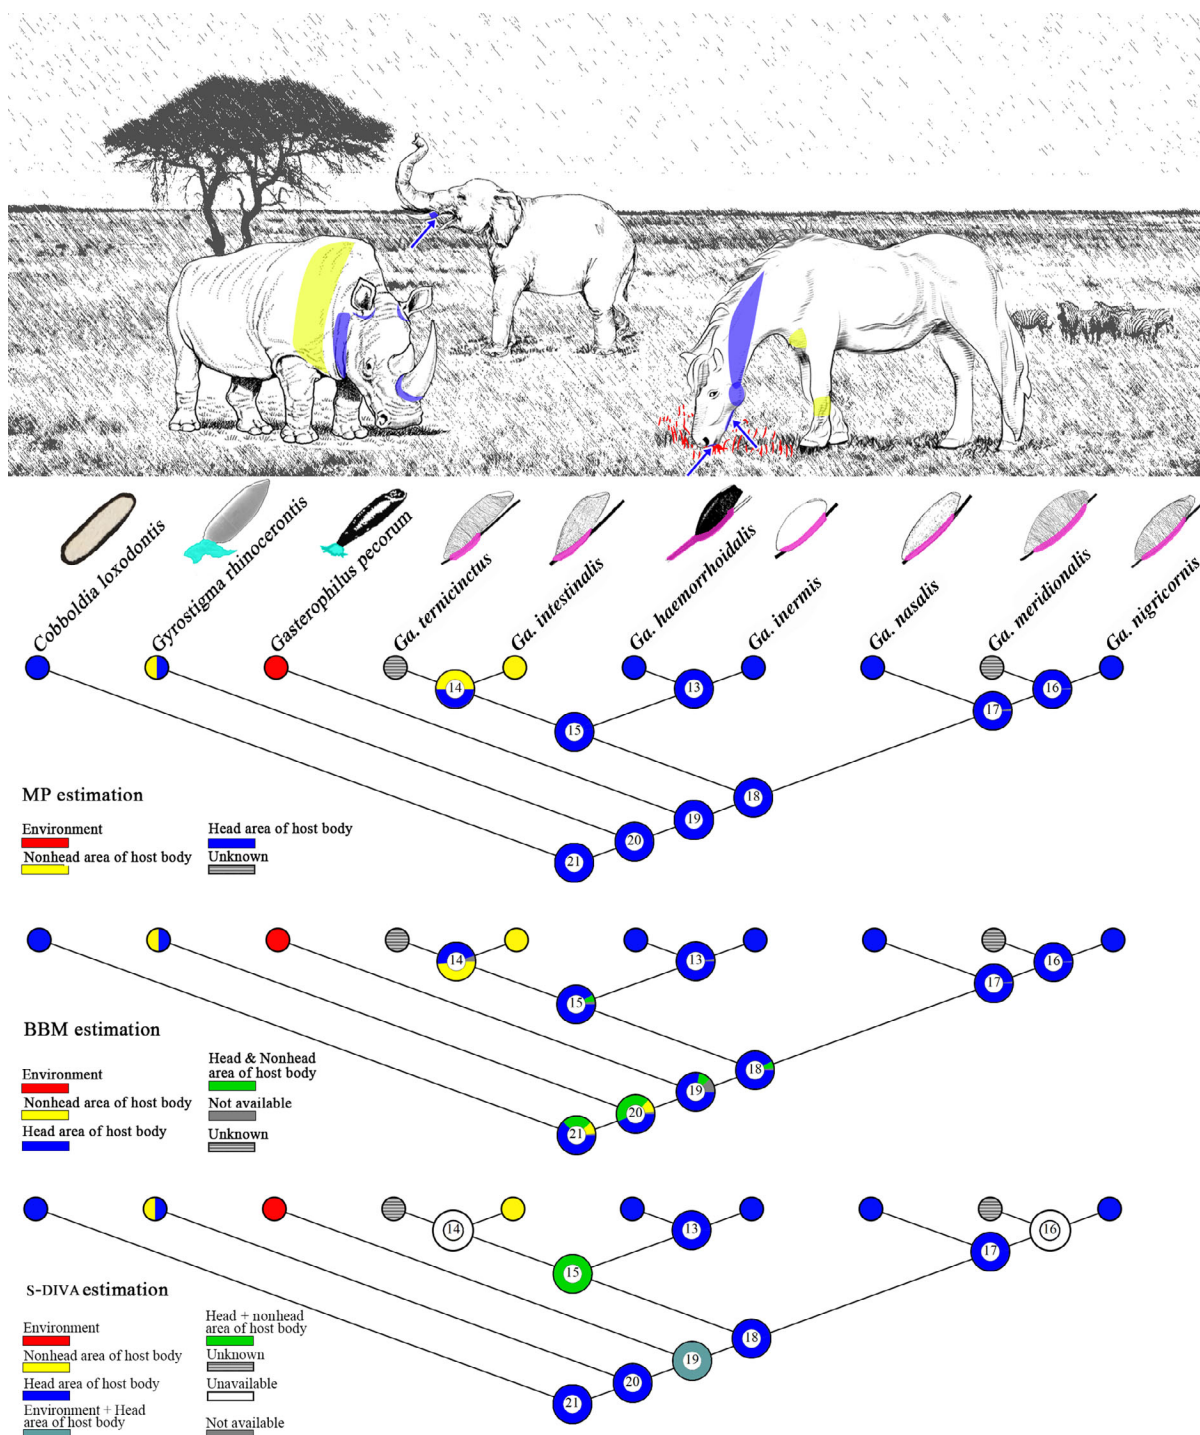 Cobboldia loxodontis
Gyrostigma rhinocerontis
Gasterophilus pecorum
Ga. ternicinctus
Ga. intestinalis
Ga. haemorrhoidalis
Ga. inermis
Ga. nasalis
Ga. meridionalis
Ga. nigricornis
14
13
16
17
15
18
19
20
21
MP estimation
Environment
Head area of host body
Nonhead area of host body
Unknown
14
13
16
17
15
18
19
20
21
BBM estimation
Head & Nonhead
area of host body
Environment
Nonhead area of host body
Not available
Head area of host body
Unknown
14
13
16
17
15
18
19
20
21
S-DIVA estimation
Head + nonhead
area of host body
Environment
Nonhead area of host body
Unknown
Head area of host body
Unavailable
Environment + Head
area of host body
Not available